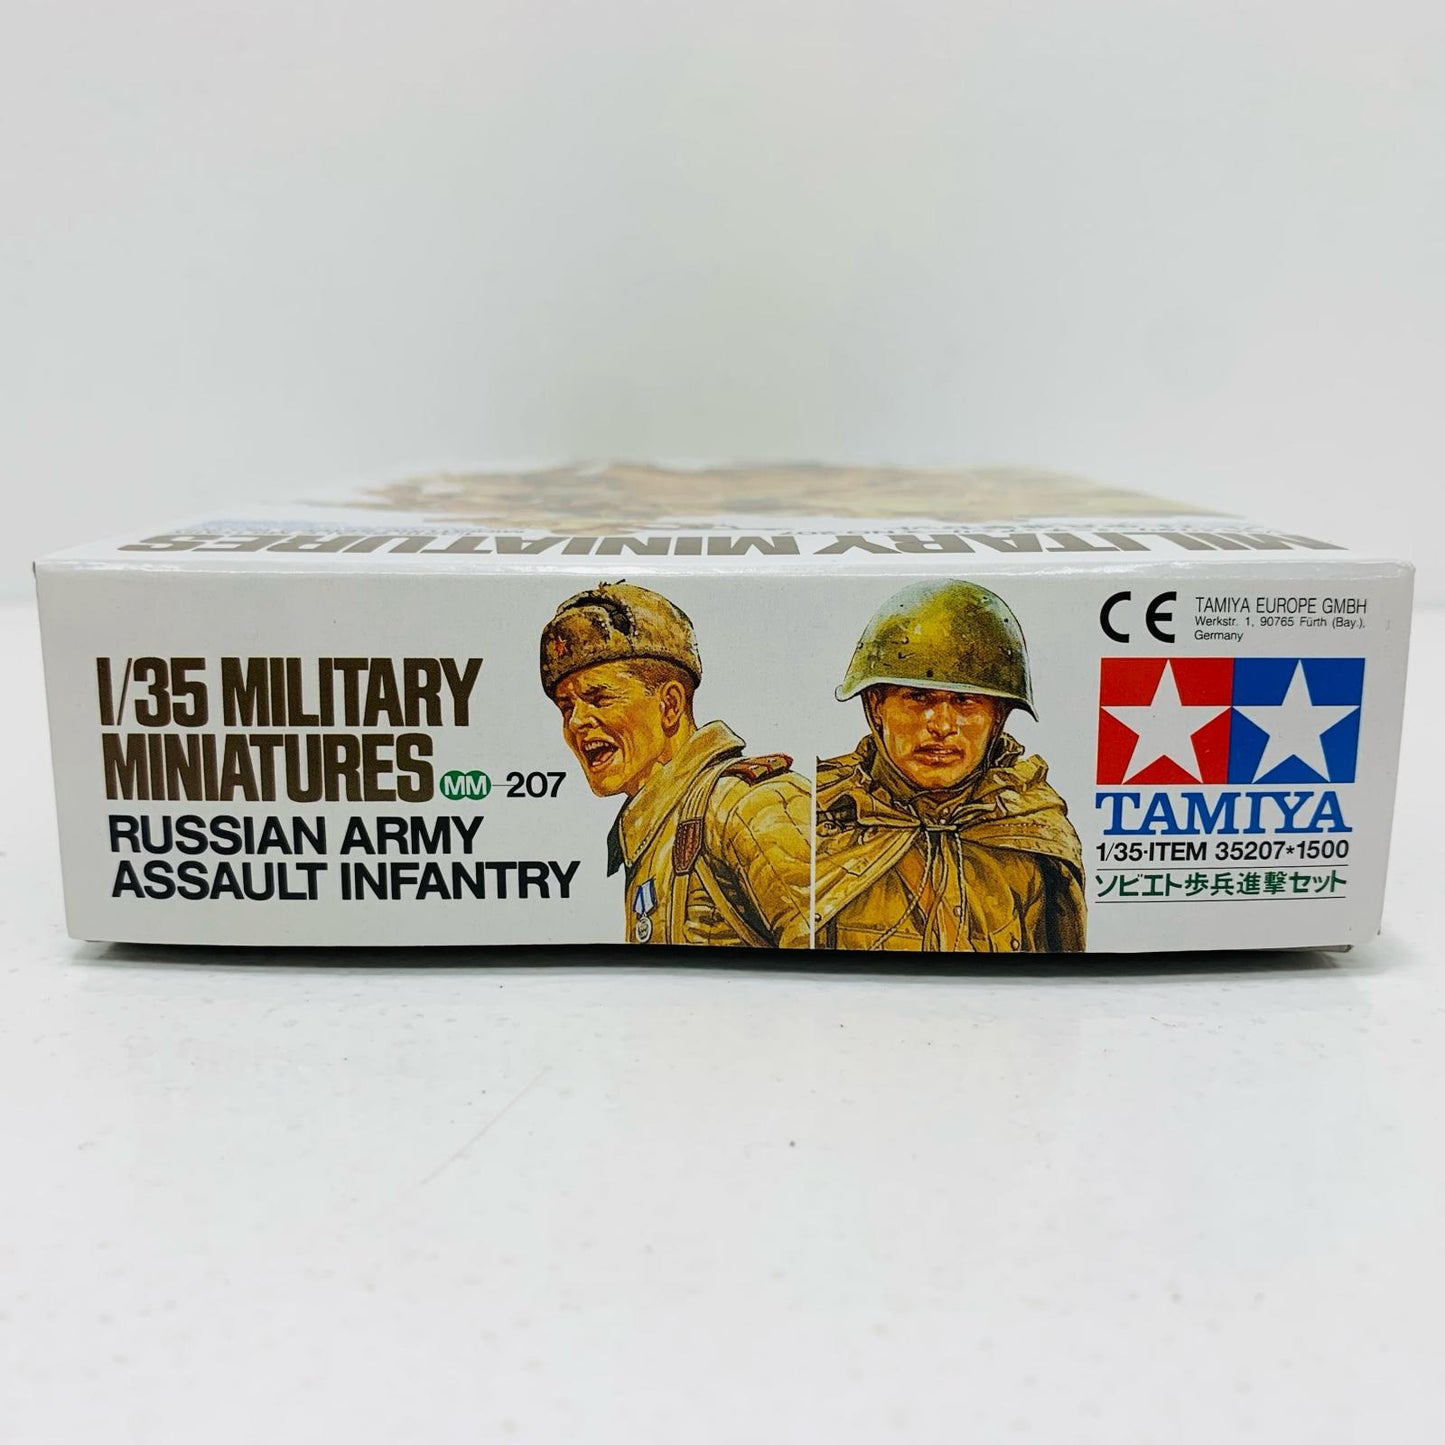 MILITARY MINIATURES
1/35 MILITARY
MINIATURES MM-207
RUSSIAN ARMY
ASSAULT INFANTRY
CE
TAMIYA EUROPE GMBH
Werkstr. 1, 90765 Fürth (Bay.),
Germany
TAMIYA
1/35・ITEM 35207*1500
ソビエト歩兵進撃セット